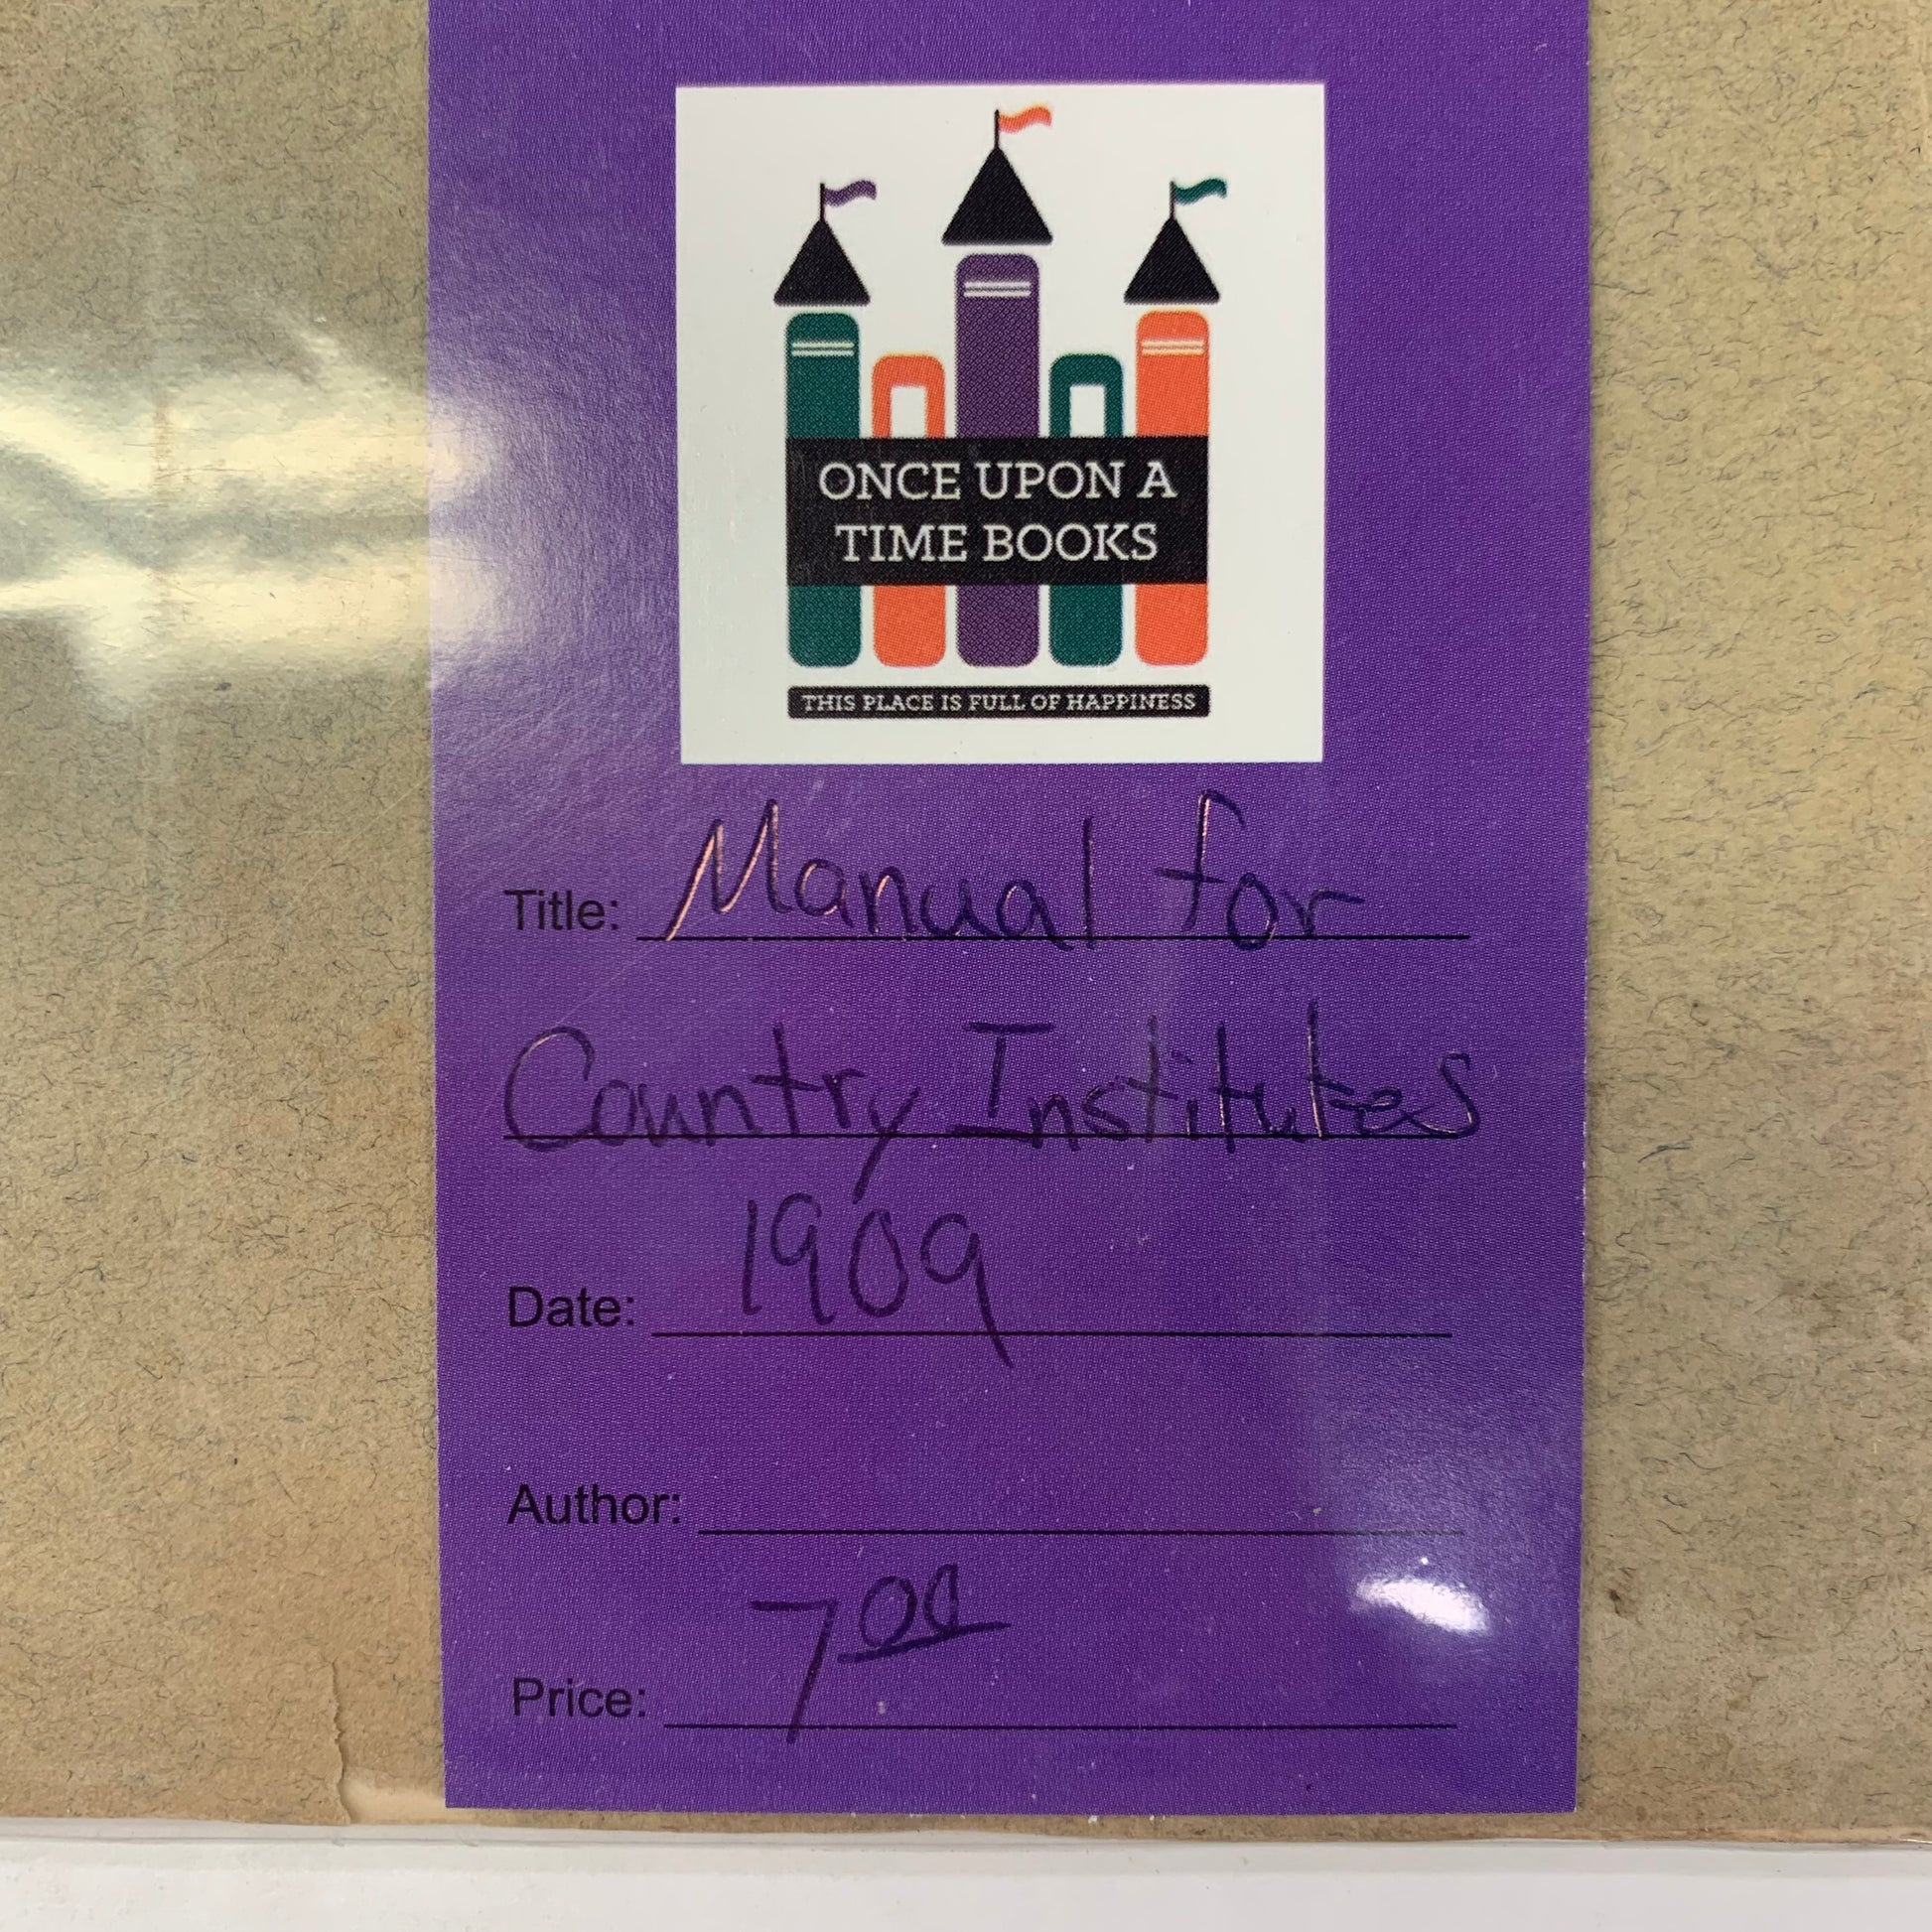 ONCE UPON A
TIME BOOKS
THIS PLACE IS FULL OF HAPPINESS
Title: Manual for
Country Institutes
Date: 1909
Author:
Price: 7 00